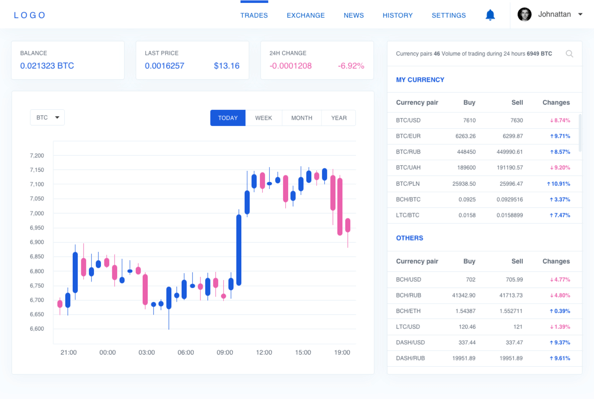 LOGO TRADES EXCHANGE NEWS HISTORY SETTINGS Johnattan
BALANCE
0.021323 BTC
LAST PRICE
0.0016257 $13.16
24H CHANGE
-0.0001208 -6.92%
BTC TODAY WEEK MONTH YEAR
7,200
7,150
7,100
7,050
7,000
6,950
6,900
6,850
6,800
6,750
6,700
6,650
6,600
21:00 00:00 03:00 06:00 09:00 12:00 15:00 19:00
Currency pairs 46 Volume of trading during 24 hours 6949 BTC
MY CURRENCY
Currency pair Buy Sell Changes
BTC/USD 7610 7630 ↓6.74%
BTC/EUR 6263.26 6299.87 ↑9.71%
BTC/RUB 448450 449990.61 ↑8.57%
BTC/UAH 189600 191190.57 ↓9.20%
BTC/PLN 25938.50 25996.47 ↑10.91%
BCH/BTC 0.0925 0.0929516 ↑3.37%
LTC/BTC 0.0158 0.0158899 ↑7.47%
OTHERS
Currency pair Buy Sell Changes
BCH/USD 702 705.99 ↓4.77%
BCH/RUB 41342.90 41713.73 ↓4.80%
BCH/ETH 1.54387 1.552711 ↑0.39%
LTC/USD 120.46 121 ↓1.39%
DASH/USD 337.44 337.47 ↑9.37%
DASH/RUB 19951.89 19951.89 ↑9.61%